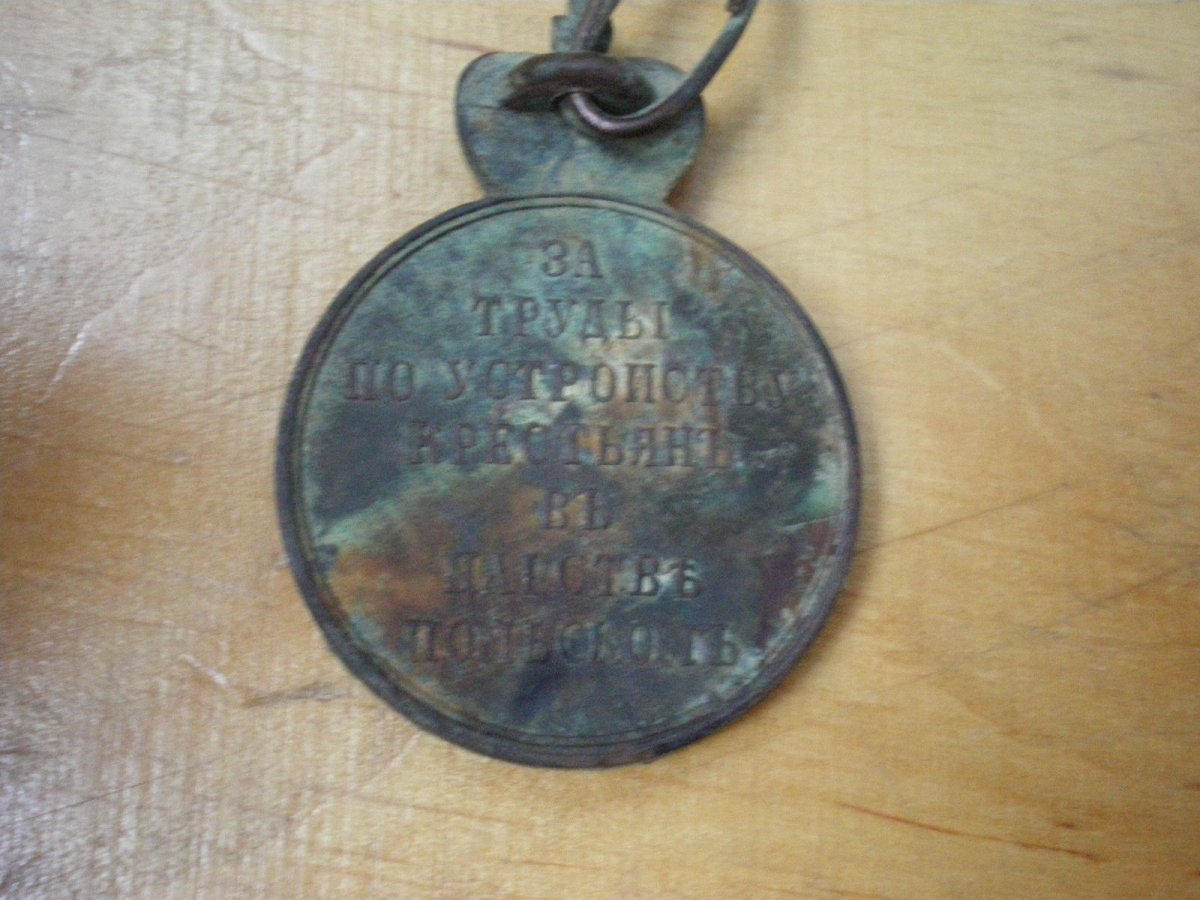 ЗА
ТРУДЫ
ПО УСТРОЙСТВУ
КРЕСТЬЯНЪ
ВЪ
ЦАРСТВѢ
ПОЛЬСКОМЪ